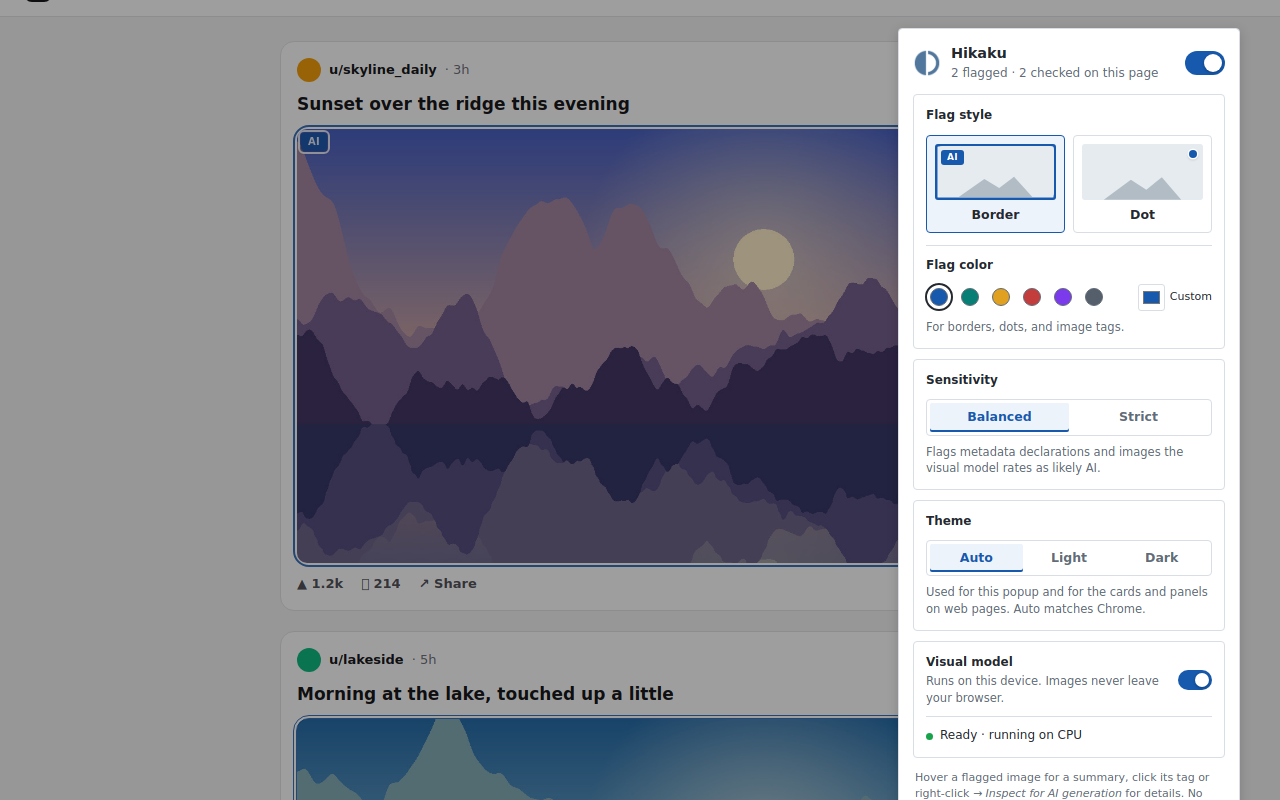 u/skyline_daily · 3h
Sunset over the ridge this evening
AI
▲ 1.2k 214 ↗ Share
u/lakeside · 5h
Morning at the lake, touched up a little
Hikaku
2 flagged · 2 checked on this page
Flag style
AI
Border Dot
Flag color
Custom
For borders, dots, and image tags.
Sensitivity
Balanced Strict
Flags metadata declarations and images the
visual model rates as likely AI.
Theme
Auto Light Dark
Used for this popup and for the cards and panels
on web pages. Auto matches Chrome.
Visual model
Runs on this device. Images never leave
your browser.
Ready · running on CPU
Hover a flagged image for a summary, click its tag or
right-click → Inspect for AI generation for details. No